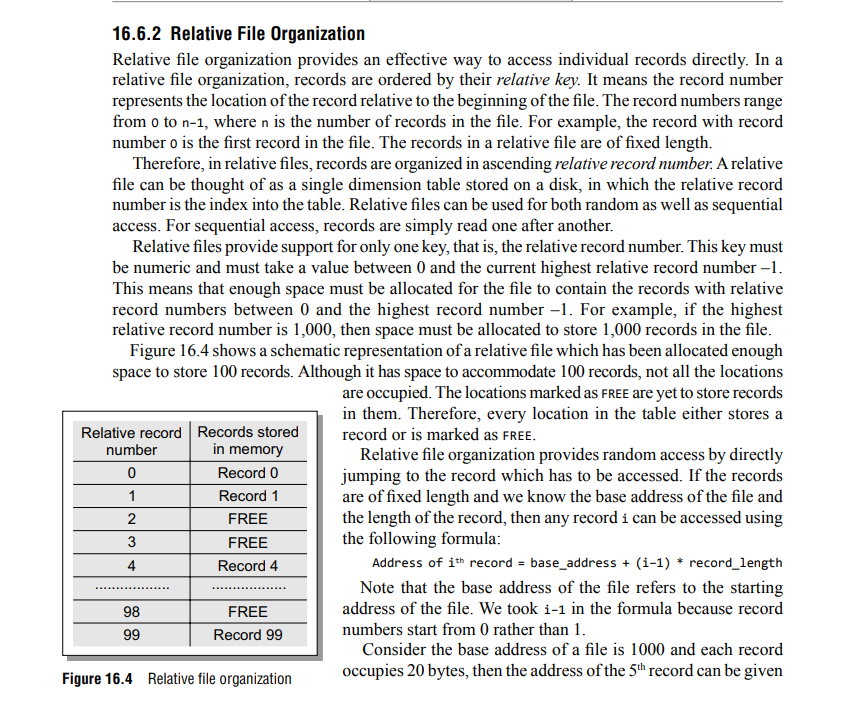 16.6.2 Relative File Organization
Relative file organization provides an effective way to access individual records directly. In a
relative file organization, records are ordered by their relative key. It means the record number
represents the location of the record relative to the beginning of the file. The record numbers range
from 0 to n–1, where n is the number of records in the file. For example, the record with record
number 0 is the first record in the file. The records in a relative file are of fixed length.
Therefore, in relative files, records are organized in ascending relative record number. A relative
file can be thought of as a single dimension table stored on a disk, in which the relative record
number is the index into the table. Relative files can be used for both random as well as sequential
access. For sequential access, records are simply read one after another.
Relative files provide support for only one key, that is, the relative record number. This key must
be numeric and must take a value between 0 and the current highest relative record number –1.
This means that enough space must be allocated for the file to contain the records with relative
record numbers between 0 and the highest record number –1. For example, if the highest
relative record number is 1,000, then space must be allocated to store 1,000 records in the file.
Figure 16.4 shows a schematic representation of a relative file which has been allocated enough
space to store 100 records. Although it has space to accommodate 100 records, not all the locations
are occupied. The locations marked as FREE are yet to store records
in them. Therefore, every location in the table either stores a
record or is marked as FREE.
Relative file organization provides random access by directly
jumping to the record which has to be accessed. If the records
are of fixed length and we know the base address of the file and
the length of the record, then any record i can be accessed using
the following formula:
Address of ith record = base_address + (i–1) * record_length
Note that the base address of the file refers to the starting
address of the file. We took i–1 in the formula because record
numbers start from 0 rather than 1.
Consider the base address of a file is 1000 and each record
occupies 20 bytes, then the address of the 5th record can be given
Relative record Records stored
number in memory
0 Record 0
1 Record 1
2 FREE
3 FREE
4 Record 4
.................. ..................
98 FREE
99 Record 99
Figure 16.4 Relative file organization